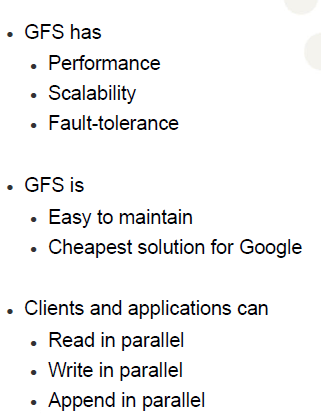 • GFS has
• Performance
• Scalability
• Fault-tolerance
• GFS is
• Easy to maintain
• Cheapest solution for Google
• Clients and applications can
• Read in parallel
• Write in parallel
• Append in parallel